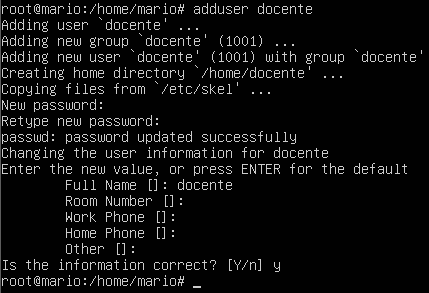 root@mario:/home/mario# adduser docente
Adding user `docente' ...
Adding new group `docente' (1001) ...
Adding new user `docente' (1001) with group `docente'
Creating home directory `/home/docente' ...
Copying files from `/etc/skel' ...
New password:
Retype new password:
passwd: password updated successfully
Changing the user information for docente
Enter the new value, or press ENTER for the default
        Full Name []: docente
        Room Number []:
        Work Phone []:
        Home Phone []:
        Other []:
Is the information correct? [Y/n] y
root@mario:/home/mario# _